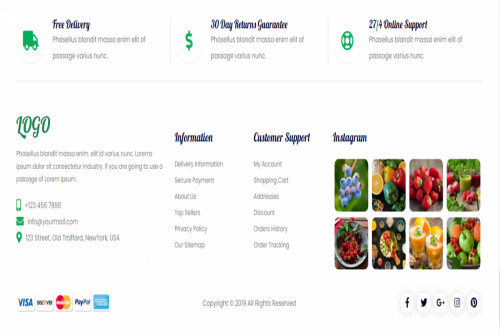 Free Delivery
Phasellus blandit massa enim elit of
passage varius nunc.
30 Day Returns Guarantee
Phasellus blandit massa enim elit of
passage varius nunc.
27/4 Online Support
Phasellus blandit massa enim elit of
passage varius nunc.
LOGO
Phasellus blandit massa enim. elit id varius nunc. Lorems
ipsum dolor sit consectetur industry. If you are going to use a
passage of Lorem Ipsum.
+123 456 7890
info@yourmail.com
123 Street, Old Trafford, NewYork, USA
Information
Delivery Information
Secure Payment
About Us
Top Sellers
Privacy Policy
Our Sitemap
Customer Support
My Account
Shopping Cart
Addresses
Discount
Orders History
Order Tracking
Instagram
VISA DISCOVER MasterCard PayPal
Copyright © 2019 All Rights Reserved